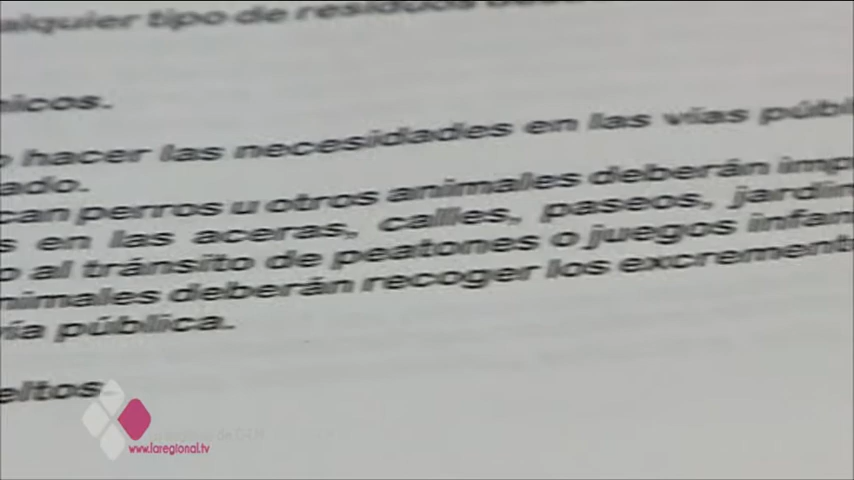 alquier tipo de residuos
nicos.
o hacer las necesidades en las vías públi
ado.
can perros u otros animales deberán imp
s en las aceras, calles, paseos, jardin
o al tránsito de peatones o juegos infan
nimales deberán recoger los excremento
vía pública.
eltos
www.laregional.tv